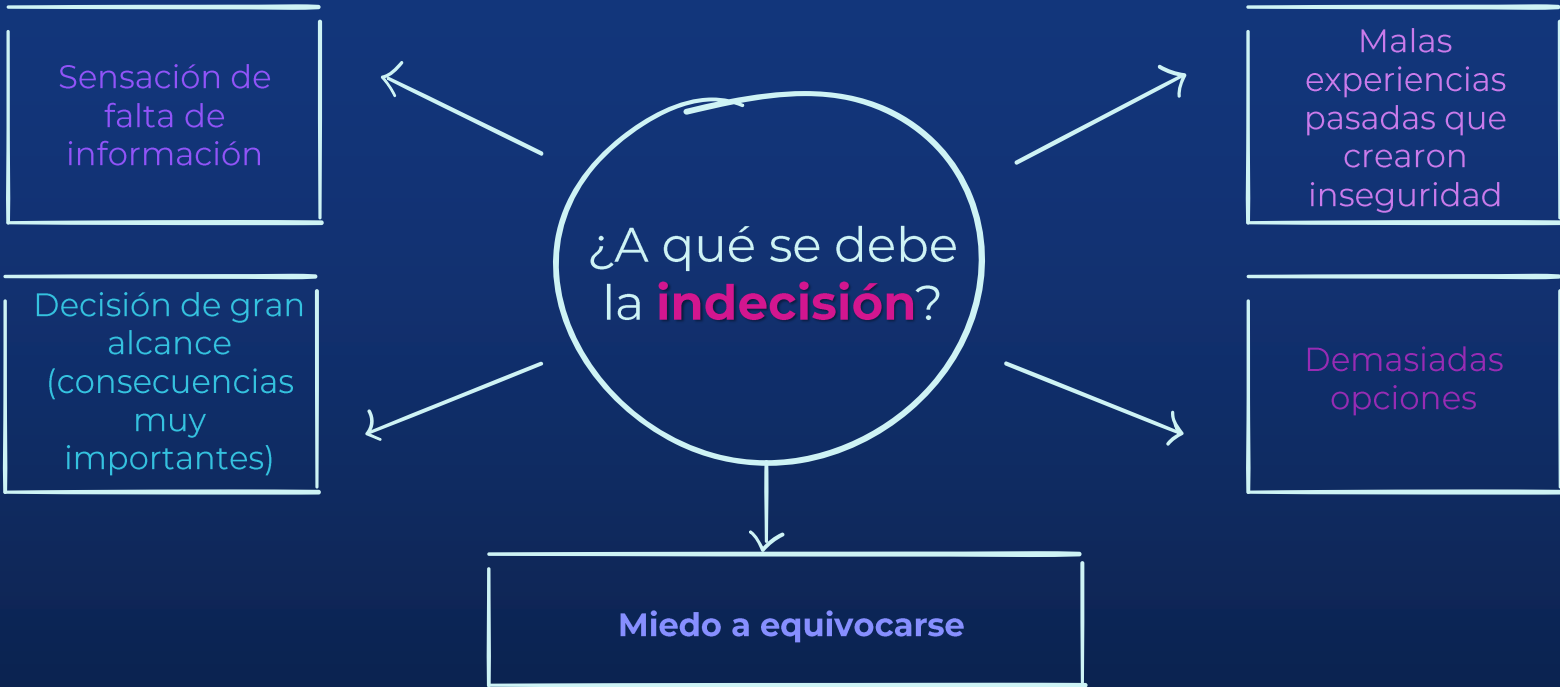 Sensación de
falta de
información
Malas
experiencias
pasadas que
crearon
inseguridad
¿A qué se debe
la indecisión?
Decisión de gran
alcance
(consecuencias
muy
importantes)
Demasiadas
opciones
Miedo a equivocarse